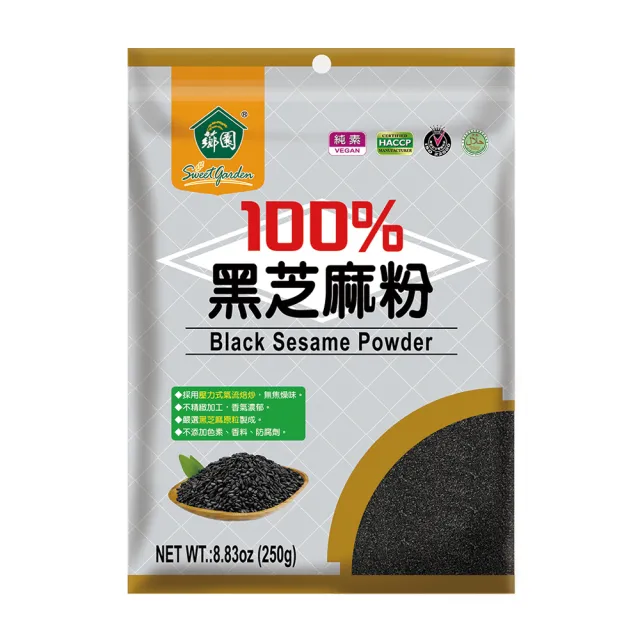 薌園
®
Sweet Garden
純素
VEGAN
CERTIFIED
HACCP
MANUFACTURER
100%
黑芝麻粉
Black Sesame Powder
◆採用壓力式氣流焙炒，無焦燥味。
◆不精緻加工，香氣濃郁。
◆嚴選黑芝麻原粒製成。
◆不添加色素、香料、防腐劑。
NET WT.:8.83oz (250g)